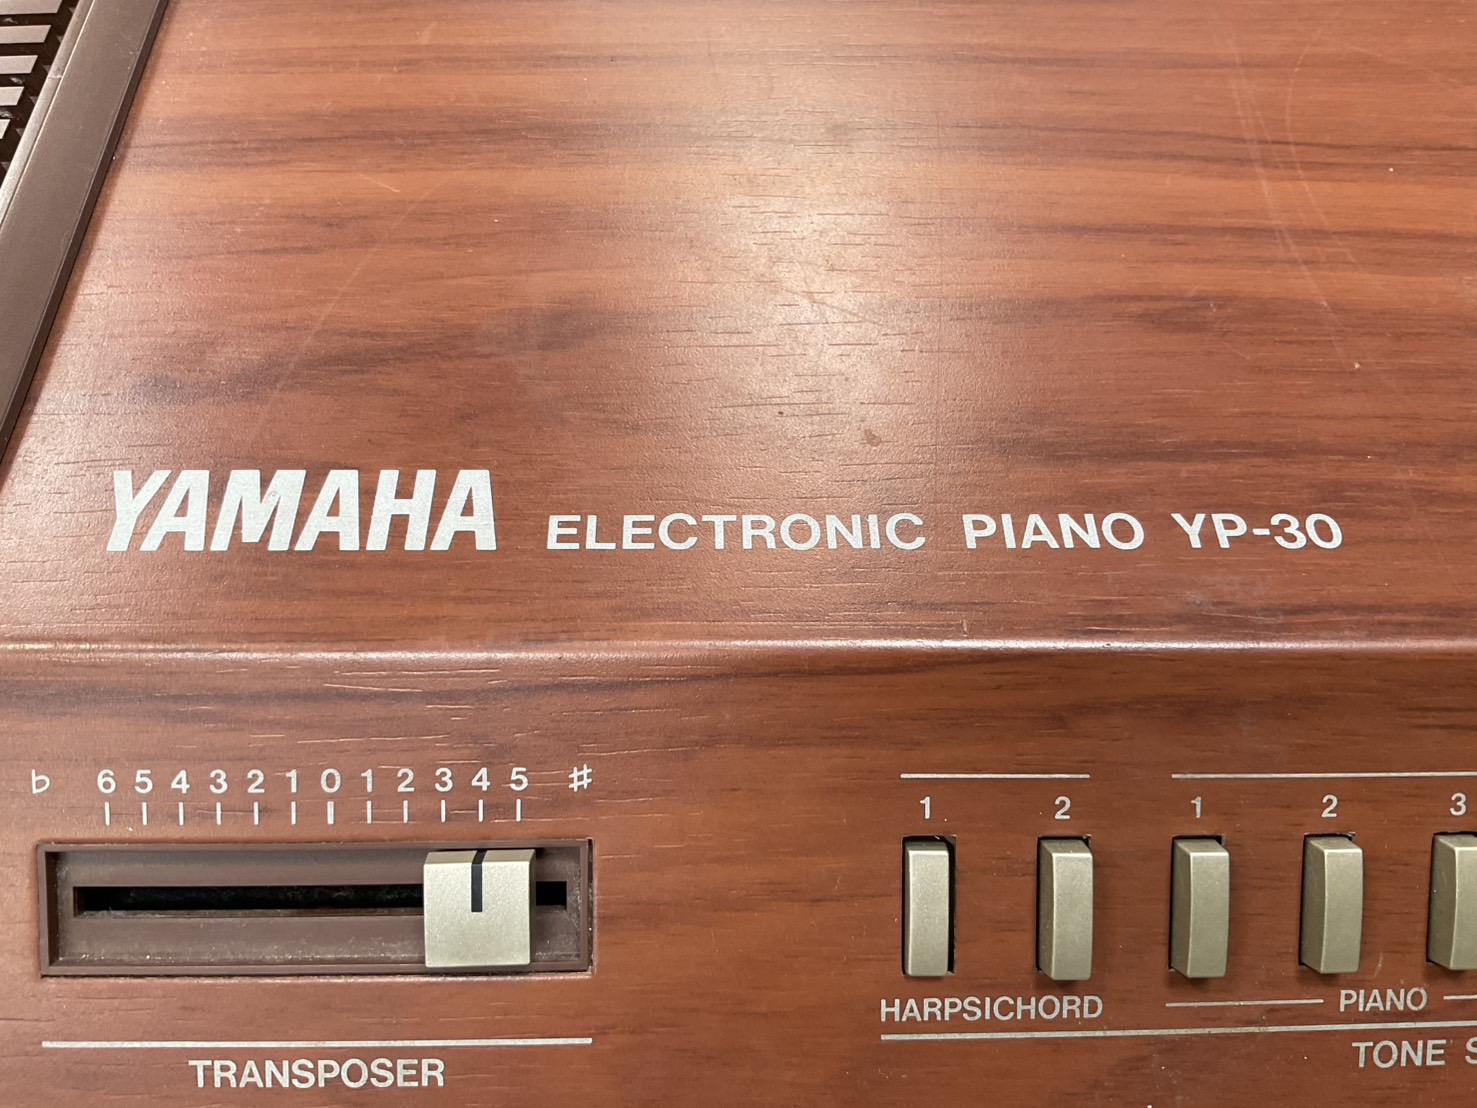 YAMAHA ELECTRONIC PIANO YP-30
♭ 6 5 4 3 2 1 0 1 2 3 4 5 ♯
1 2 1 2 3
HARPSICHORD PIANO
TRANSPOSER TONE